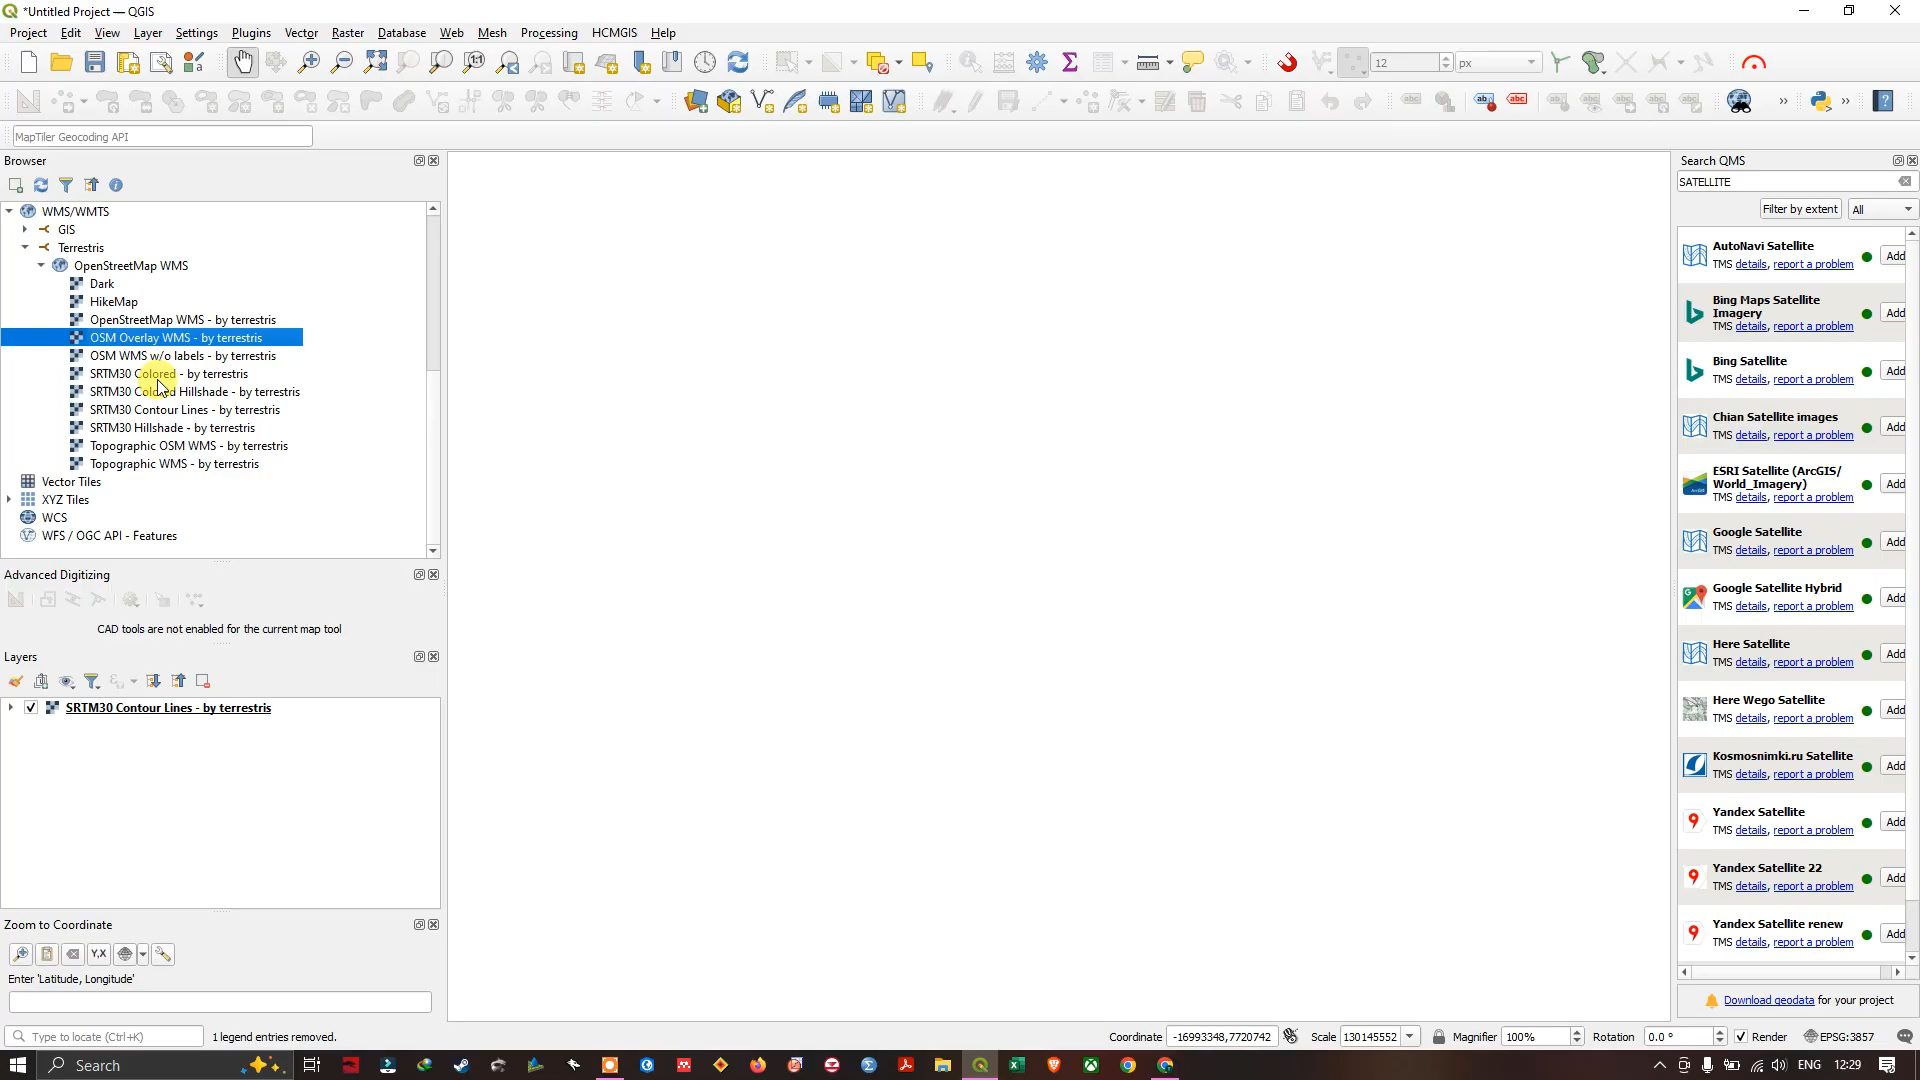 *Untitled Project — QGIS
Project Edit View Layer Settings Plugins Vector Raster Database Web Mesh Processing HCMGIS Help
12 px
MapTiler Geocoding API
Browser
WMS/WMTS
GIS
Terrestris
OpenStreetMap WMS
Dark
HikeMap
OpenStreetMap WMS - by terrestris
OSM Overlay WMS - by terrestris
OSM WMS w/o labels - by terrestris
SRTM30 Colored - by terrestris
SRTM30 Colored Hillshade - by terrestris
SRTM30 Contour Lines - by terrestris
SRTM30 Hillshade - by terrestris
Topographic OSM WMS - by terrestris
Topographic WMS - by terrestris
Vector Tiles
XYZ Tiles
WCS
WFS / OGC API - Features
Advanced Digitizing
CAD tools are not enabled for the current map tool
Layers
SRTM30 Contour Lines - by terrestris
Zoom to Coordinate
Y,X
Enter 'Latitude, Longitude'
Search QMS
SATELLITE
Filter by extent All
AutoNavi Satellite
TMS details, report a problem Add
Bing Maps Satellite
Imagery
TMS details, report a problem Add
Bing Satellite
TMS details, report a problem Add
Chian Satellite images
TMS details, report a problem Add
ESRI Satellite (ArcGIS/
World_Imagery)
TMS details, report a problem Add
Google Satellite
TMS details, report a problem Add
Google Satellite Hybrid
TMS details, report a problem Add
Here Satellite
TMS details, report a problem Add
Here Wego Satellite
TMS details, report a problem Add
Kosmosnimki.ru Satellite
TMS details, report a problem Add
Yandex Satellite
TMS details, report a problem Add
Yandex Satellite 22
TMS details, report a problem Add
Yandex Satellite renew
TMS details, report a problem Add
Download geodata for your project
Type to locate (Ctrl+K) 1 legend entries removed. Coordinate -16993348,7720742 Scale 130145552 Magnifier 100% Rotation 0.0 ° Render EPSG:3857
Search ENG 12:29